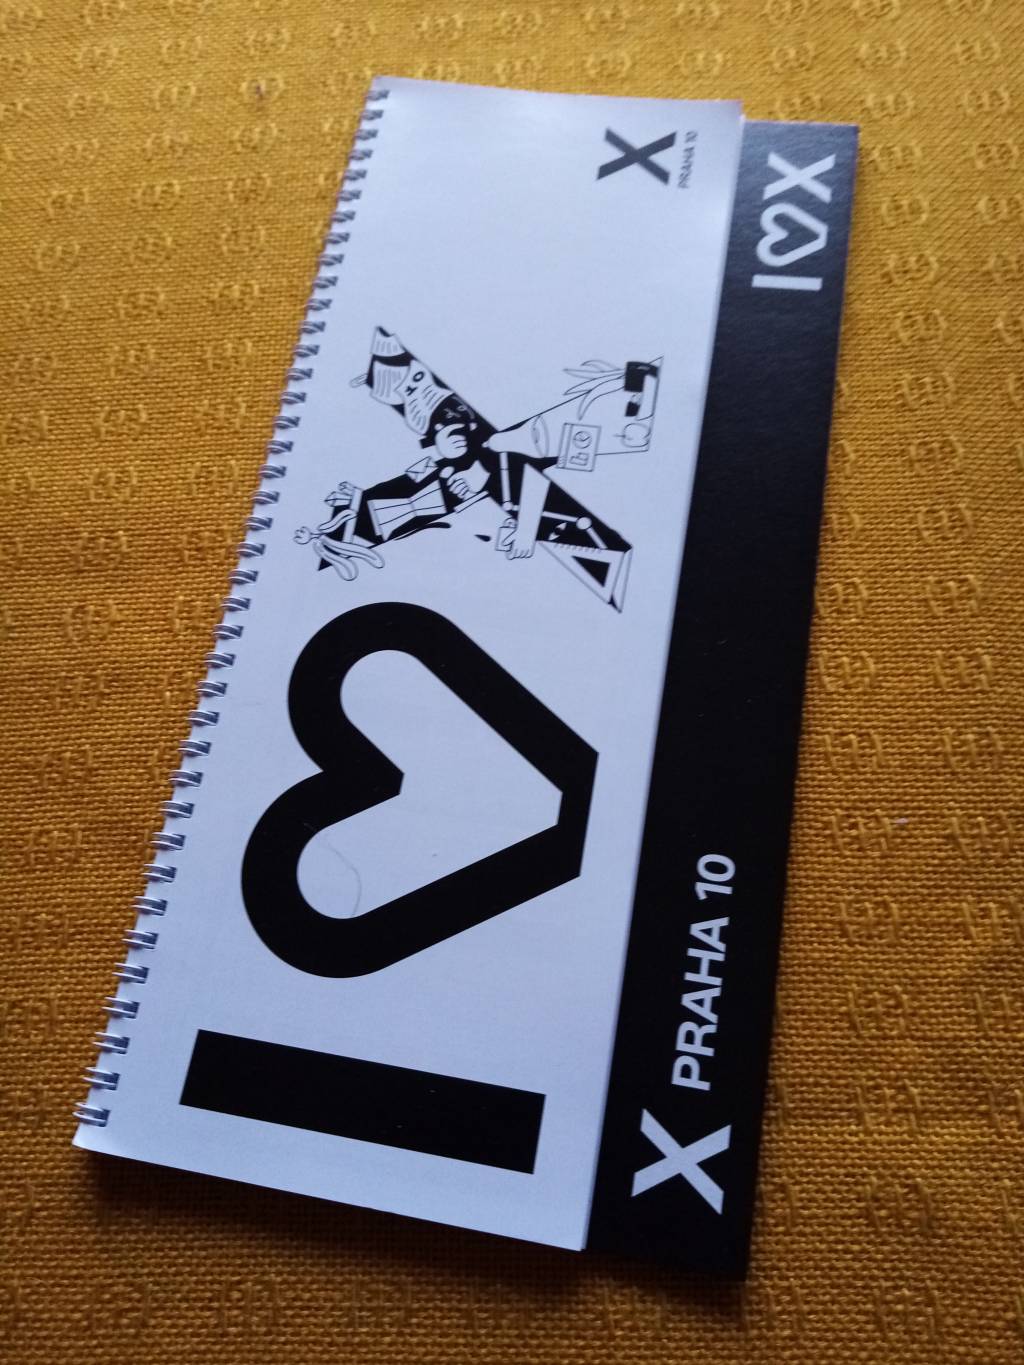 I ♥ X
X
PRAHA 10
X PRAHA 10
I ♥ X